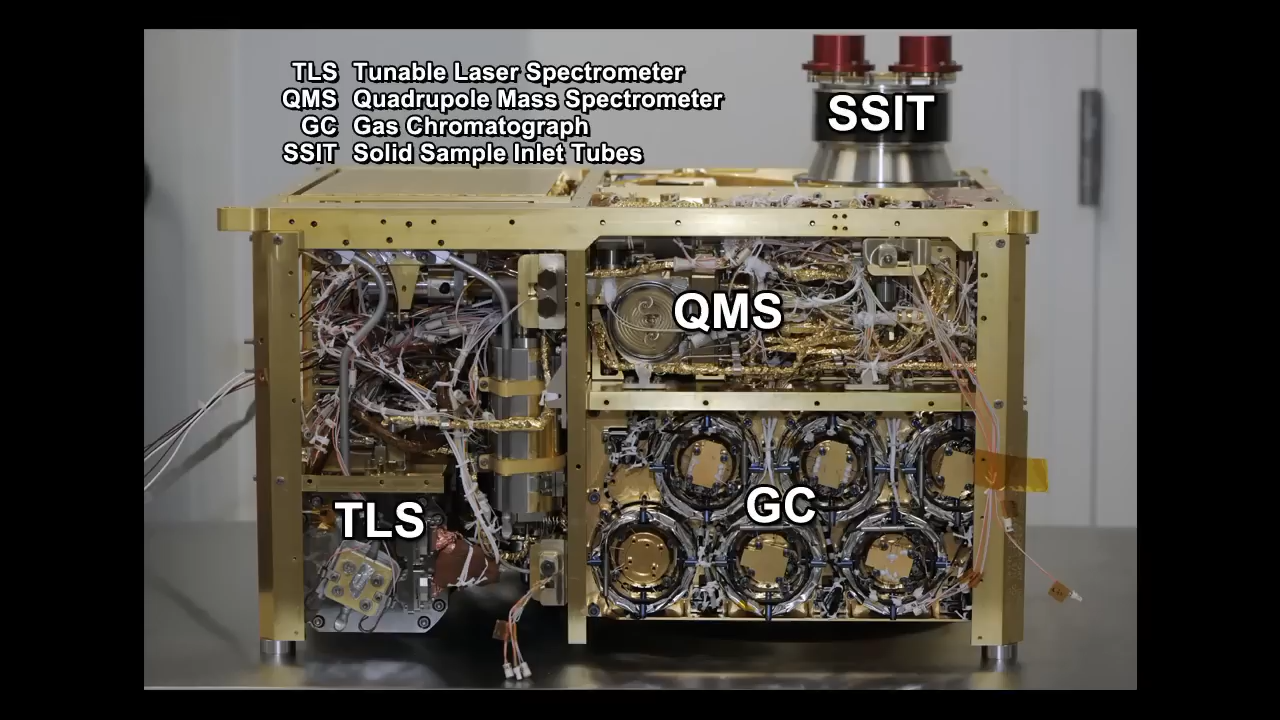 TLS Tunable Laser Spectrometer
QMS Quadrupole Mass Spectrometer
GC Gas Chromatograph
SSIT Solid Sample Inlet Tubes
SSIT
QMS
GC
TLS